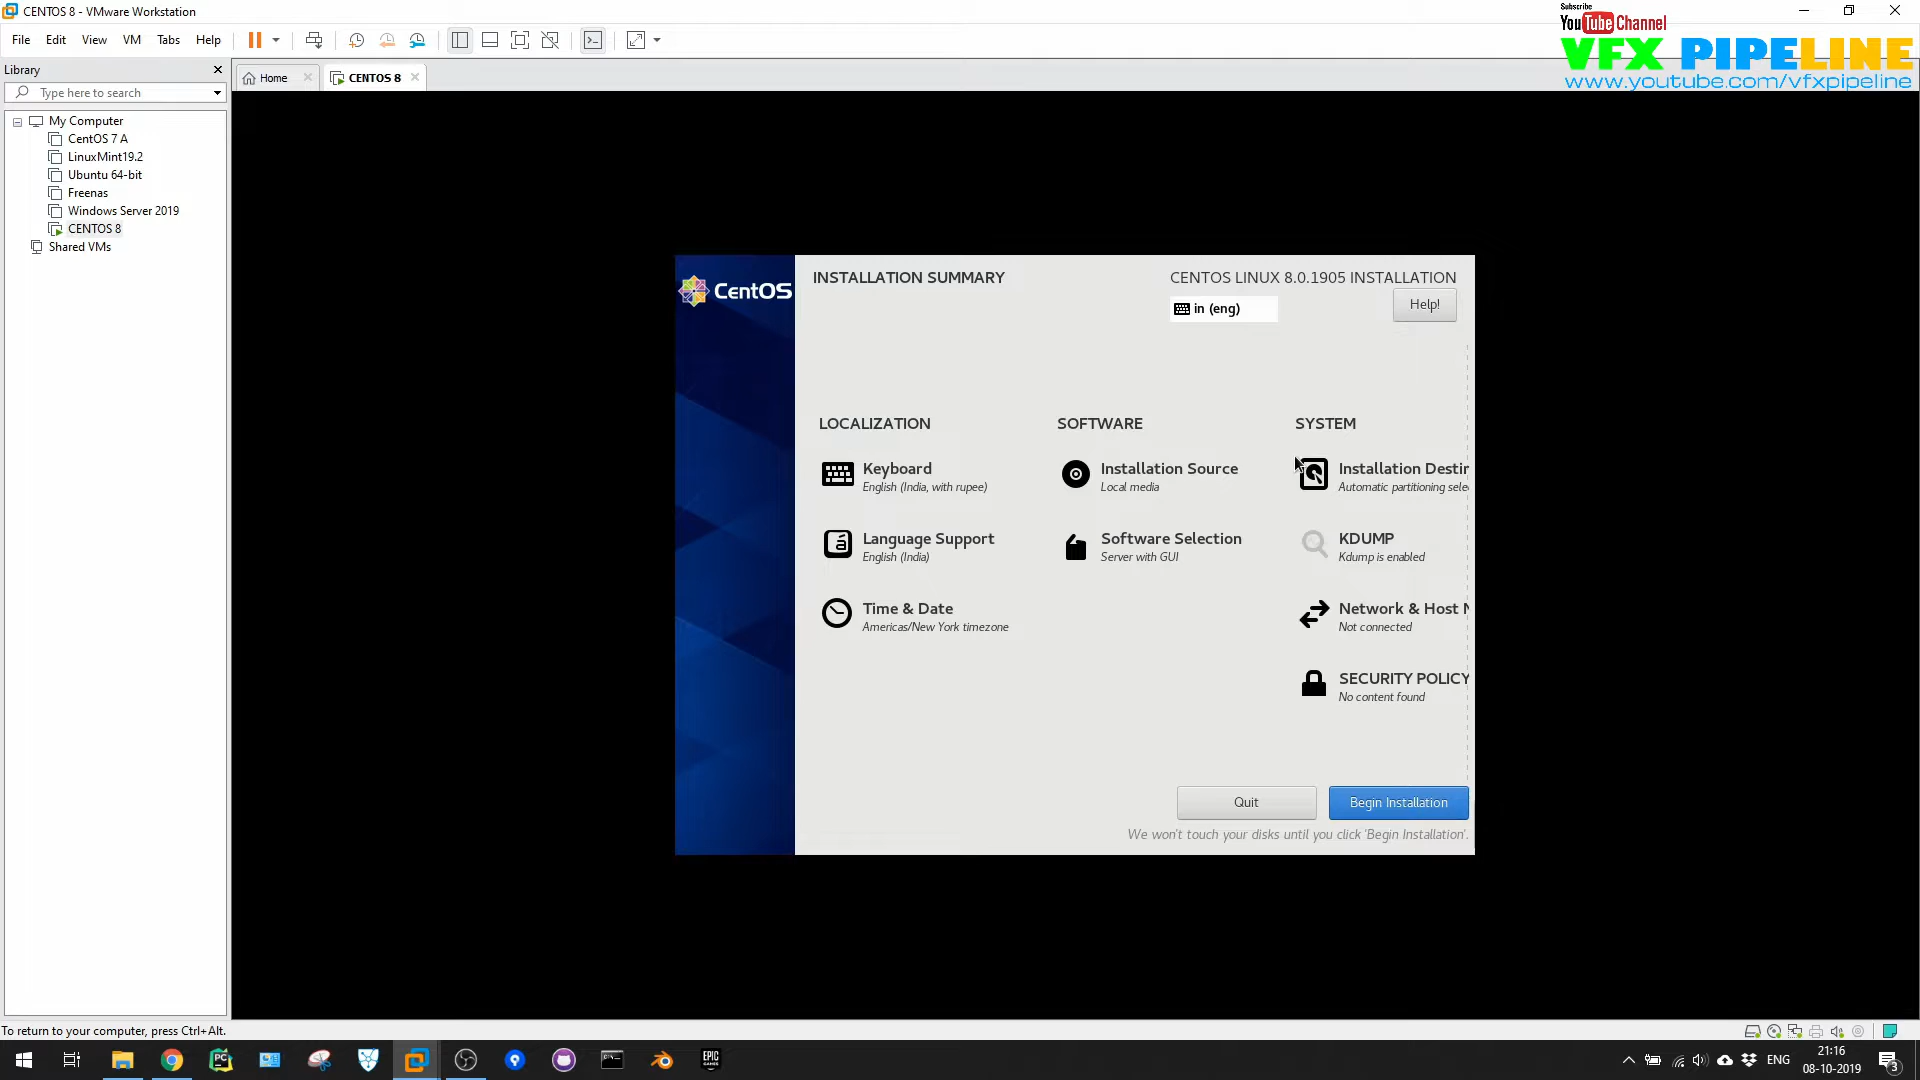 CENTOS 8 - VMware Workstation
Subscribe
YouTube Channel
VFX PIPELINE
www.youtube.com/vfxpipeline
File Edit View VM Tabs Help
Library
Home
CENTOS 8
Type here to search
My Computer
CentOS 7 A
LinuxMint19.2
Ubuntu 64-bit
Freenas
Windows Server 2019
CENTOS 8
Shared VMs
CentOS
INSTALLATION SUMMARY
CENTOS LINUX 8.0.1905 INSTALLATION
in (eng)
Help!
LOCALIZATION
Keyboard
English (India, with rupee)
Language Support
English (India)
Time & Date
Americas/New York timezone
SOFTWARE
Installation Source
Local media
Software Selection
Server with GUI
SYSTEM
Installation Destin
Automatic partitioning sele
KDUMP
Kdump is enabled
Network & Host N
Not connected
SECURITY POLICY
No content found
Quit
Begin Installation
We won't touch your disks until you click 'Begin Installation'.
To return to your computer, press Ctrl+Alt.
PC
EPIC
GAMES
ENG
21:16
08-10-2019
3